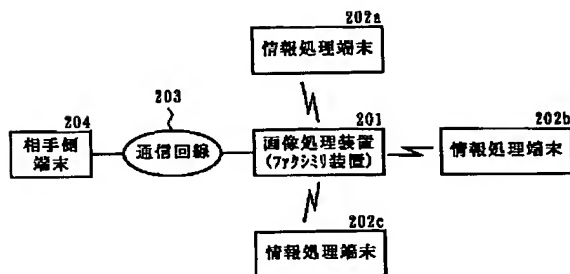 202a
情報処理端末
203
204
201
202b
相手側
端末
通信回線
画像処理装置
(ファクシミリ装置)
情報処理端末
202c
情報処理端末